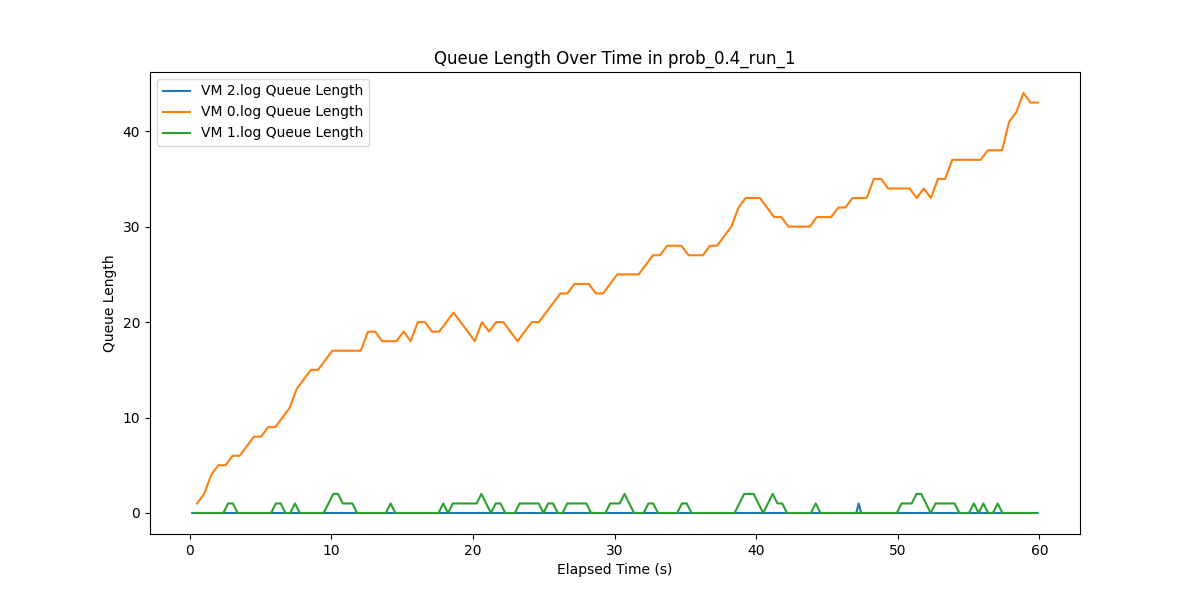 Queue Length Over Time in prob_0.4_run_1
VM 2.log Queue Length
VM 0.log Queue Length
VM 1.log Queue Length
Queue Length
40
30
20
10
0
0 10 20 30 40 50 60
Elapsed Time (s)